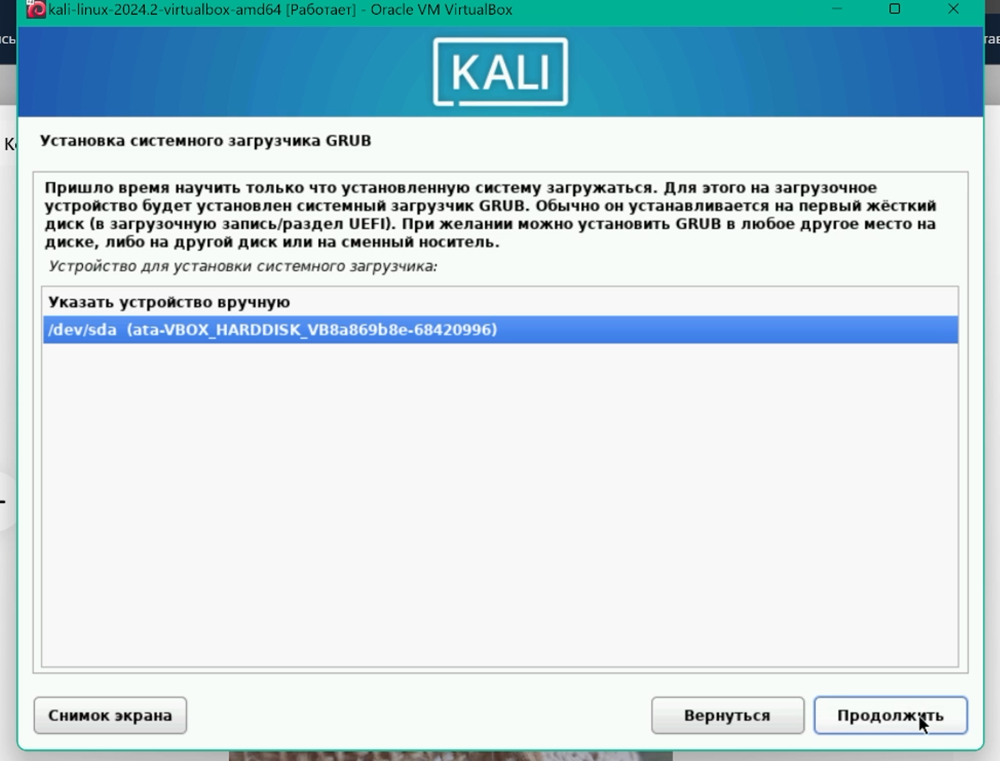 kali-linux-2024.2-virtualbox-amd64 [Работает] - Oracle VM VirtualBox
KALI
Установка системного загрузчика GRUB
Пришло время научить только что установленную систему загружаться. Для этого на загрузочное
устройство будет установлен системный загрузчик GRUB. Обычно он устанавливается на первый жёсткий
диск (в загрузочную запись/раздел UEFI). При желании можно установить GRUB в любое другое место на
диске, либо на другой диск или на сменный носитель.
Устройство для установки системного загрузчика:
Указать устройство вручную
/dev/sda (ata-VBOX_HARDDISK_VB8a869b8e-68420996)
Снимок экрана
Вернуться
Продолжить